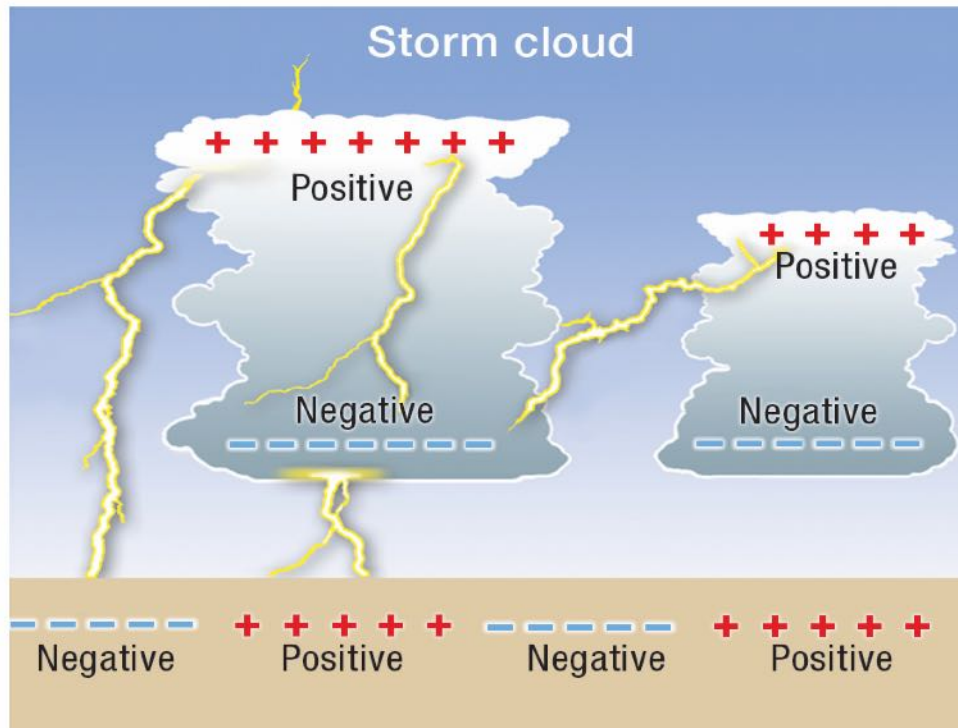 Storm cloud
+ + + + + + +
Positive
+ + + +
Positive
Negative
Negative
− − − − − −
− − − − − −
− − − − − + + + + + − − − − − + + + + +
Negative Positive Negative Positive